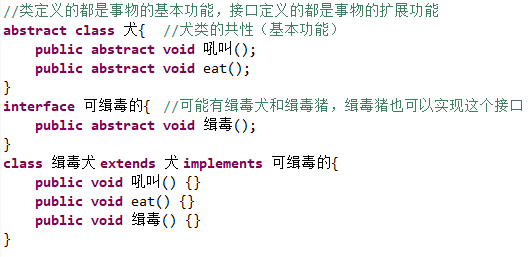 //类定义的都是事物的基本功能，接口定义的都是事物的扩展功能
abstract class 犬{  //犬类的共性（基本功能）
    public abstract void 吼叫();
    public abstract void eat();
}
interface 可缉毒的{  //可能有缉毒犬和缉毒猪，缉毒猪也可以实现这个接口
    public abstract void 缉毒();
}
class 缉毒犬 extends 犬 implements 可缉毒的{
    public void 吼叫() {}
    public void eat() {}
    public void 缉毒() {}
}